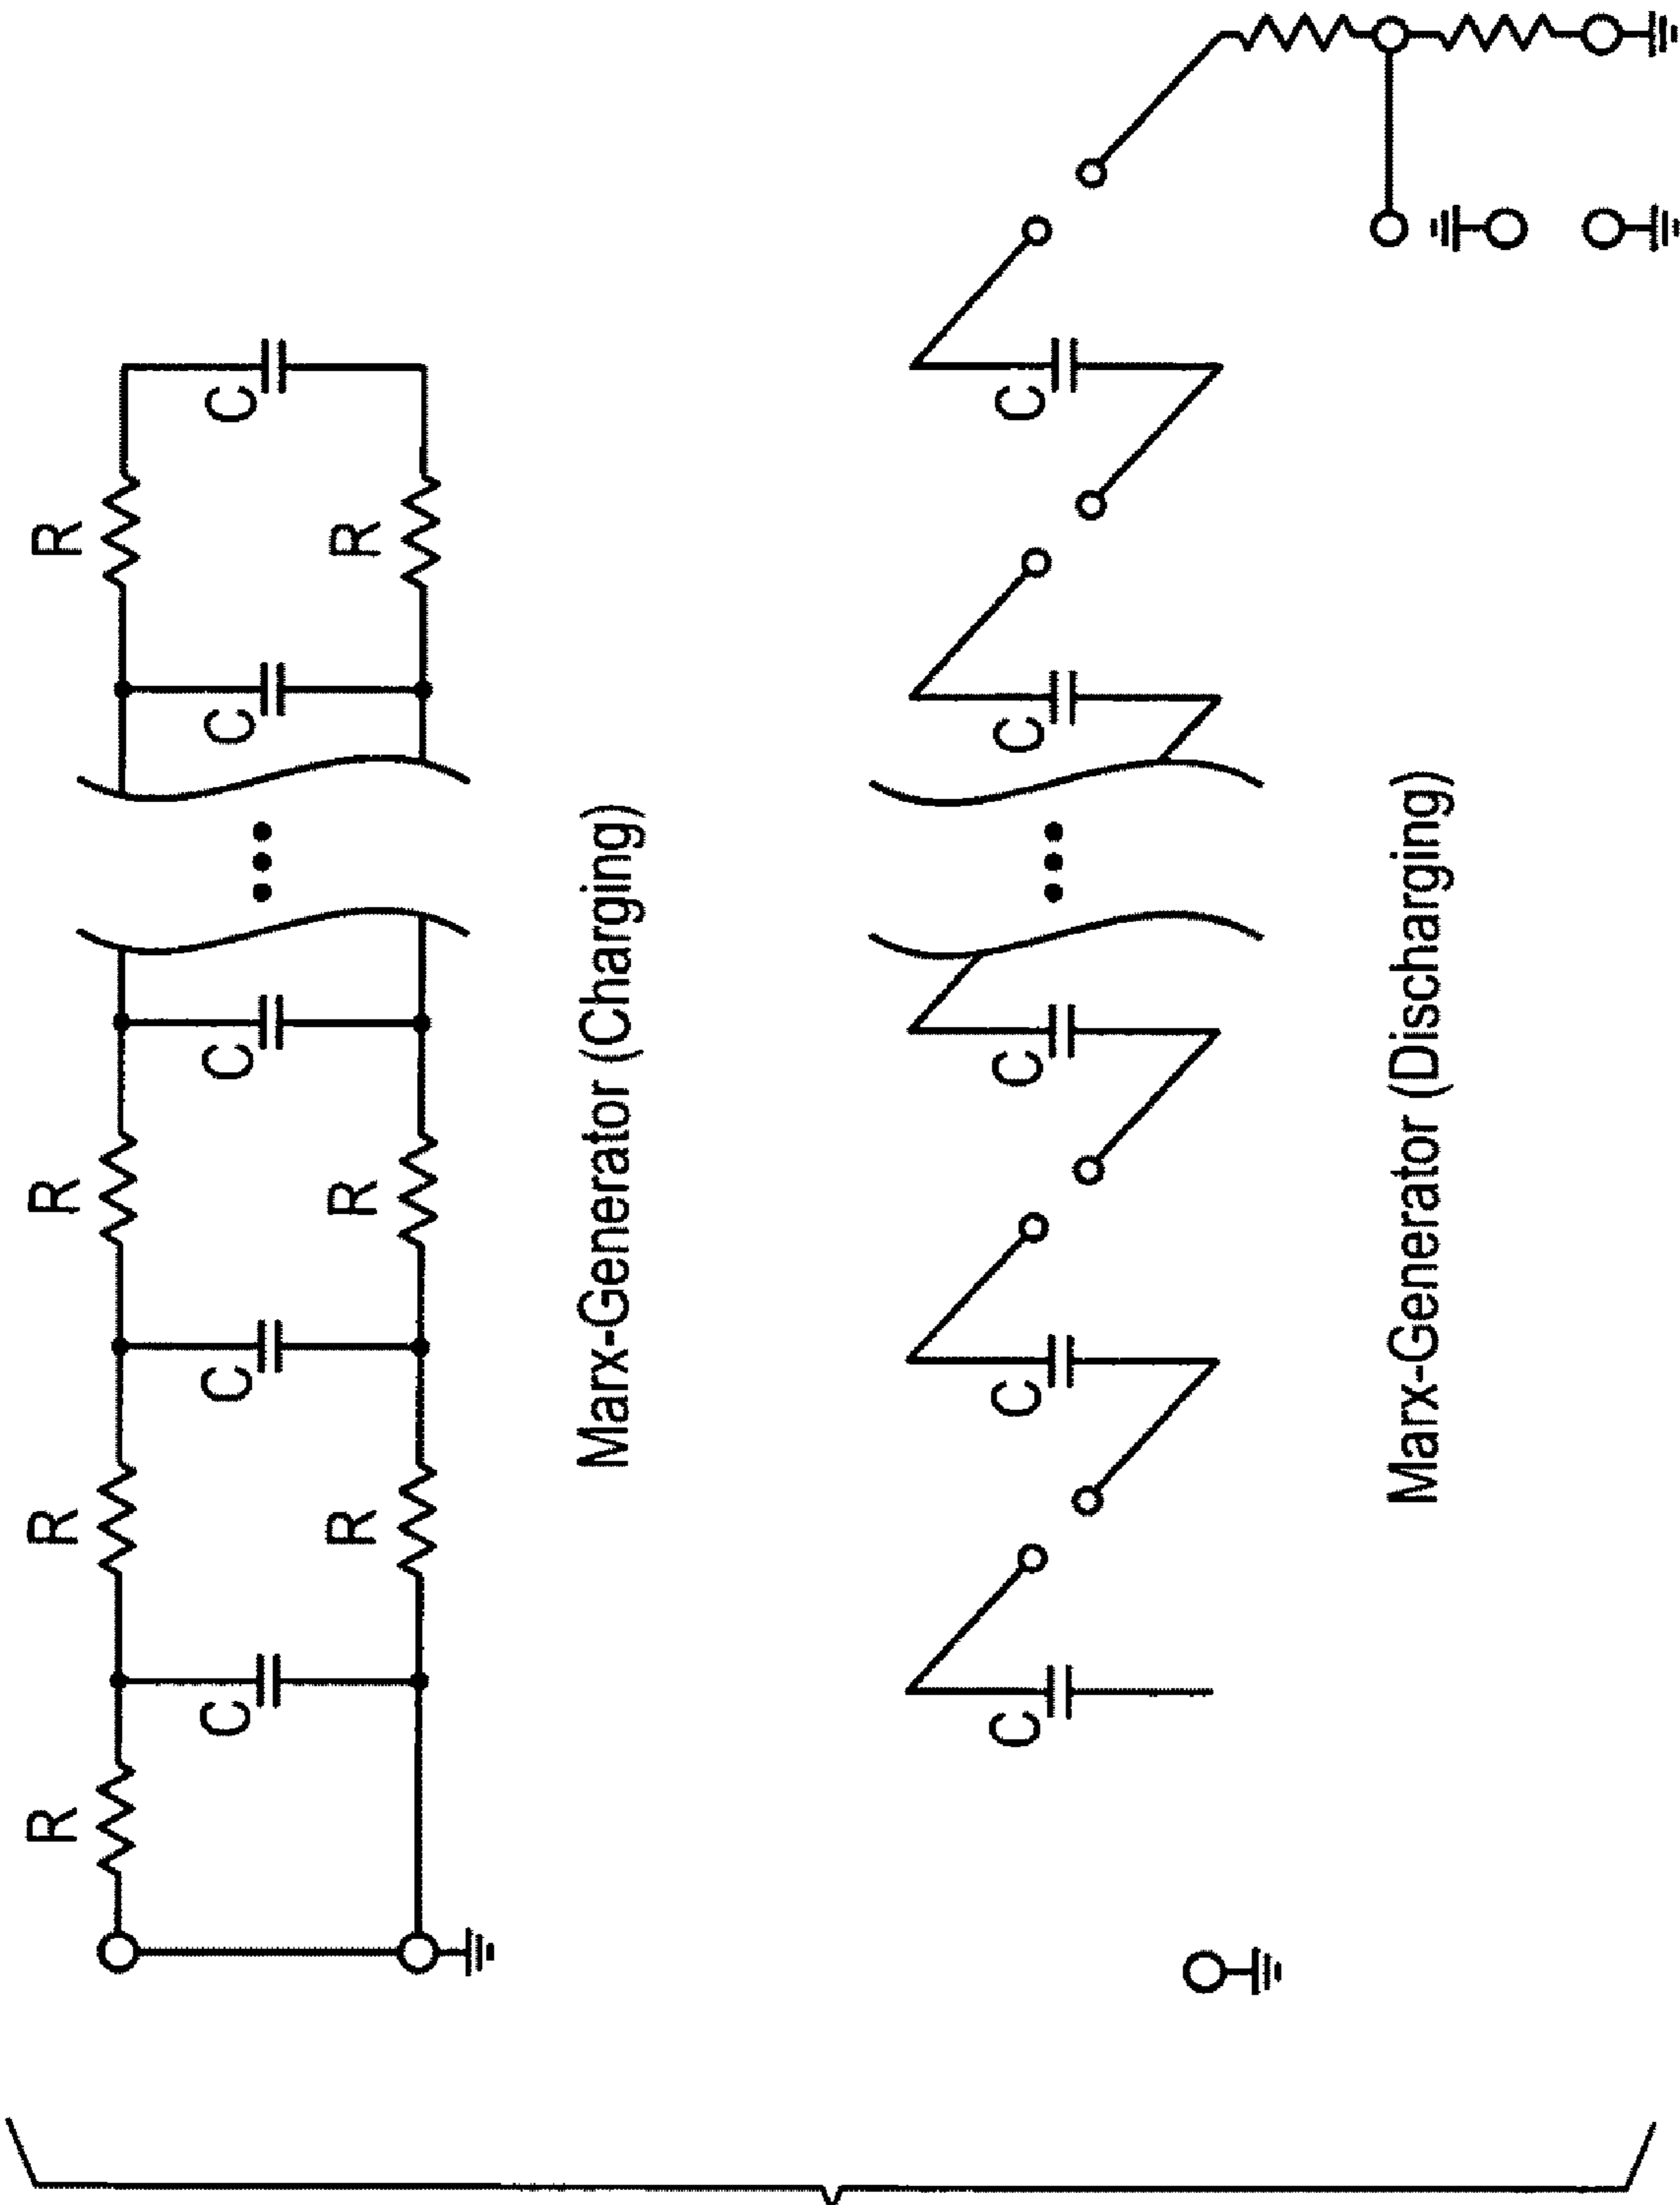 R R R R
C C C C C
R R R
Marx-Generator (Charging)
C C C C C
Marx-Generator (Discharging)